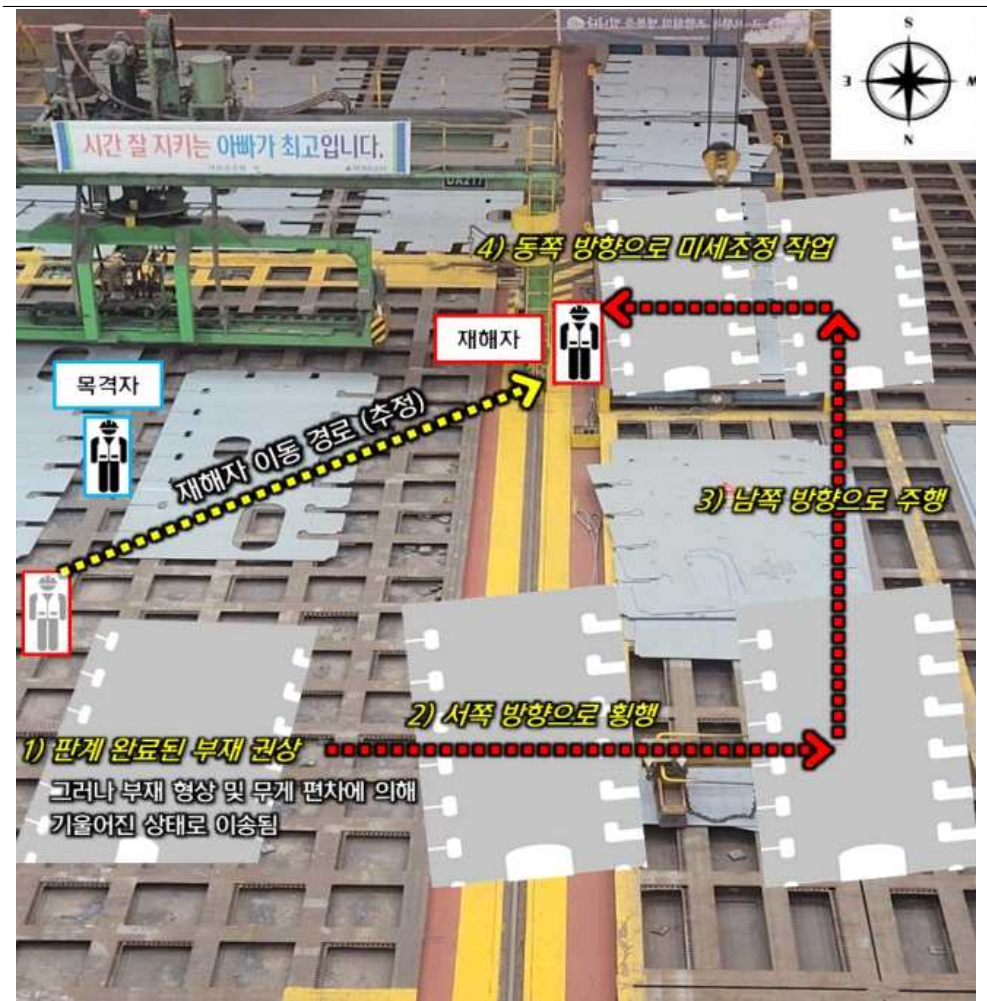 S
E
W
N
시간 잘 지키는 아빠가 최고입니다.
4) 동쪽 방향으로 미세조정 작업
재해자
목격자
재해자 이동 경로 (추정)
3) 남쪽 방향으로 주행
2) 서쪽 방향으로 횡행
1) 판계 완료된 부재 권상
그러나 부재 형상 및 무게 편차에 의해
기울어진 상태로 이송됨